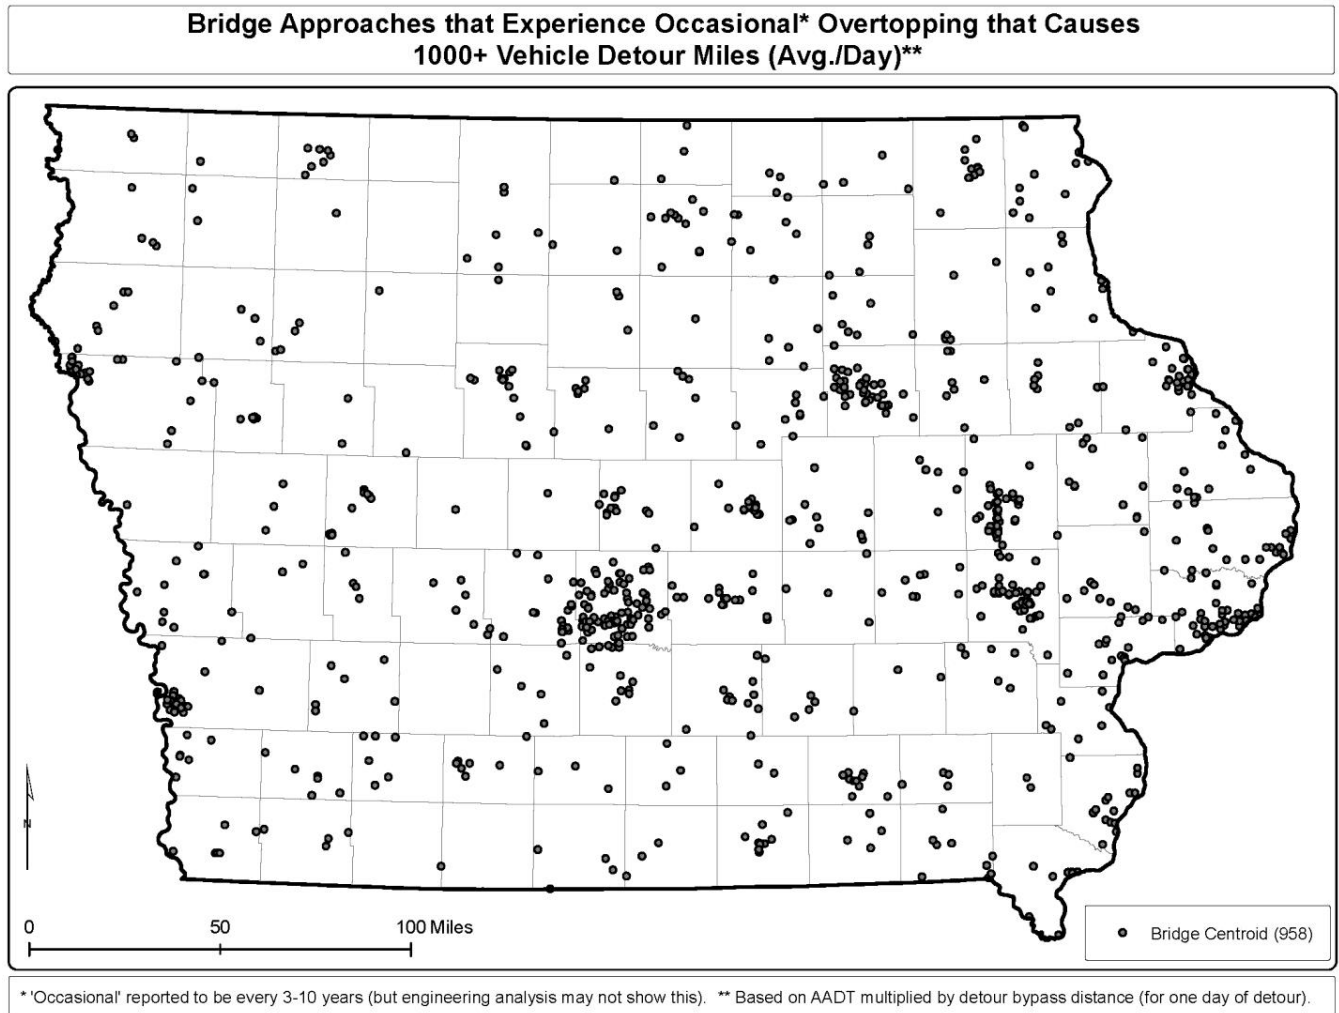 Bridge Approaches that Experience Occasional* Overtopping that Causes
1000+ Vehicle Detour Miles (Avg./Day)**
N
0 50 100 Miles
Bridge Centroid (958)
* 'Occasional' reported to be every 3-10 years (but engineering analysis may not show this). ** Based on AADT multiplied by detour bypass distance (for one day of detour).